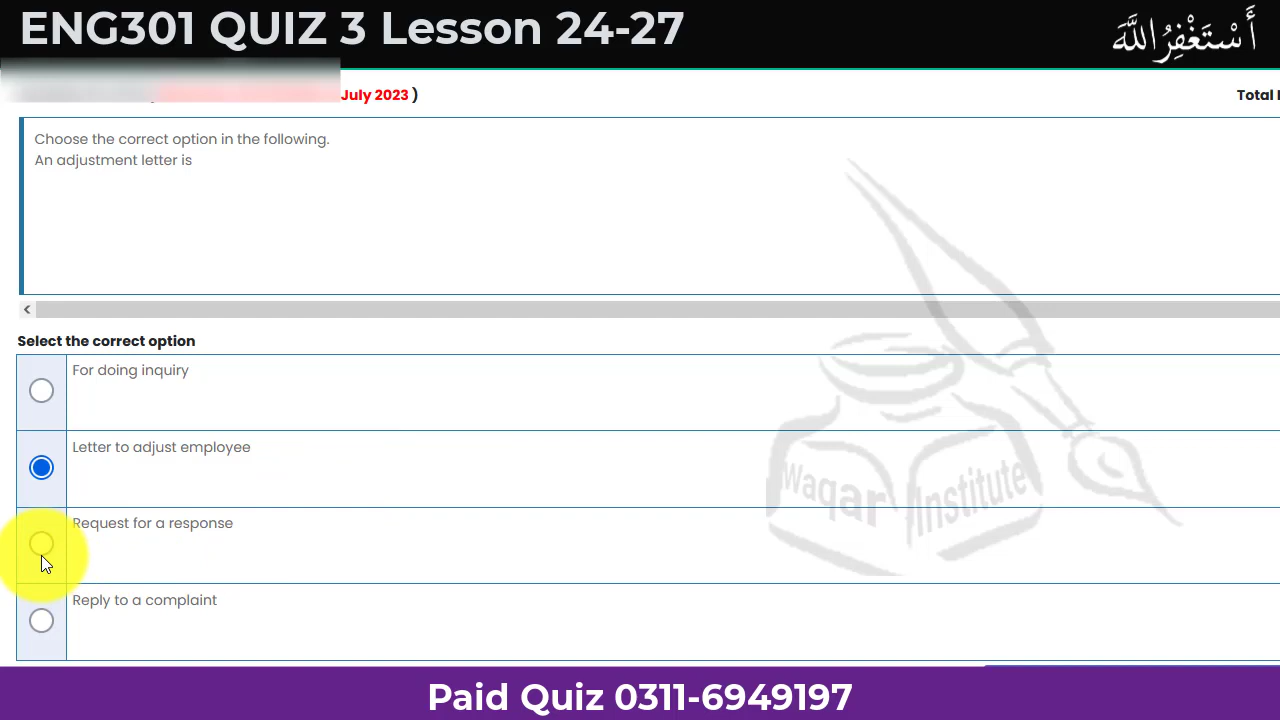 ENG301 QUIZ 3 Lesson 24-27
أَسْتَغْفِرُ اللَّه
July 2023 )
Total
Choose the correct option in the following.
An adjustment letter is
Select the correct option
For doing inquiry
Letter to adjust employee
Request for a response
Reply to a complaint
Waqar Institute
Paid Quiz 0311-6949197